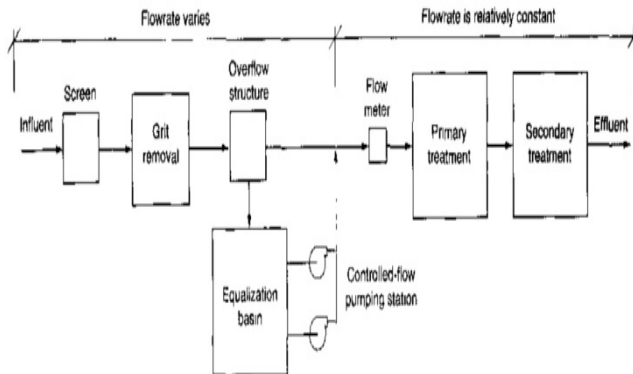 Flowrate varies
Flowrate is relatively constant
Screen
Overflow
structure
Flow
meter
Influent
Grit
removal
Primary
treatment
Secondary
treatment
Effluent
Equalization
basin
Controlled-flow
pumping station